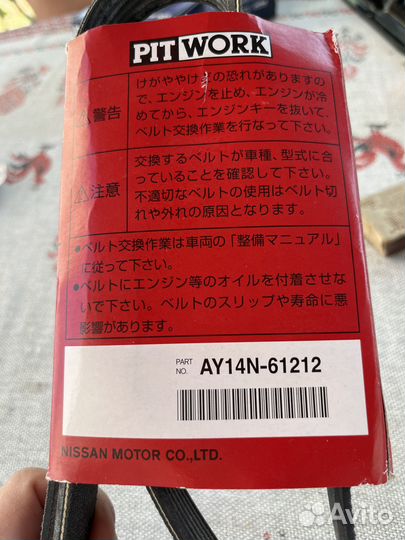 PITWORK
⚠警告
けがややけどの恐れがありますの
で、エンジンを止め、エンジンが冷
めてから、エンジンキーを抜いて、
ベルト交換作業を行なって下さい。
⚠注意
交換するベルトが車種、型式に合
っていることを確認して下さい。
不適切なベルトの使用はベルト切
れや外れの原因となります。
●ベルト交換作業は車両の「整備マニュアル」
に従って下さい。
●ベルトにエンジン等のオイルを付着させな
いで下さい。ベルトのスリップや寿命に悪
影響があります。
PART NO. AY14N-61212
NISSAN MOTOR CO.,LTD.
Avito